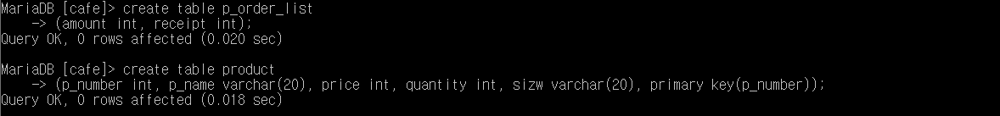 MariaDB [cafe]> create table p_order_list
-> (amount int, receipt int);
Query OK, 0 rows affected (0.020 sec)
MariaDB [cafe]> create table product
-> (p_number int, p_name varchar(20), price int, quantity int, sizw varchar(20), primary key(p_number));
Query OK, 0 rows affected (0.018 sec)